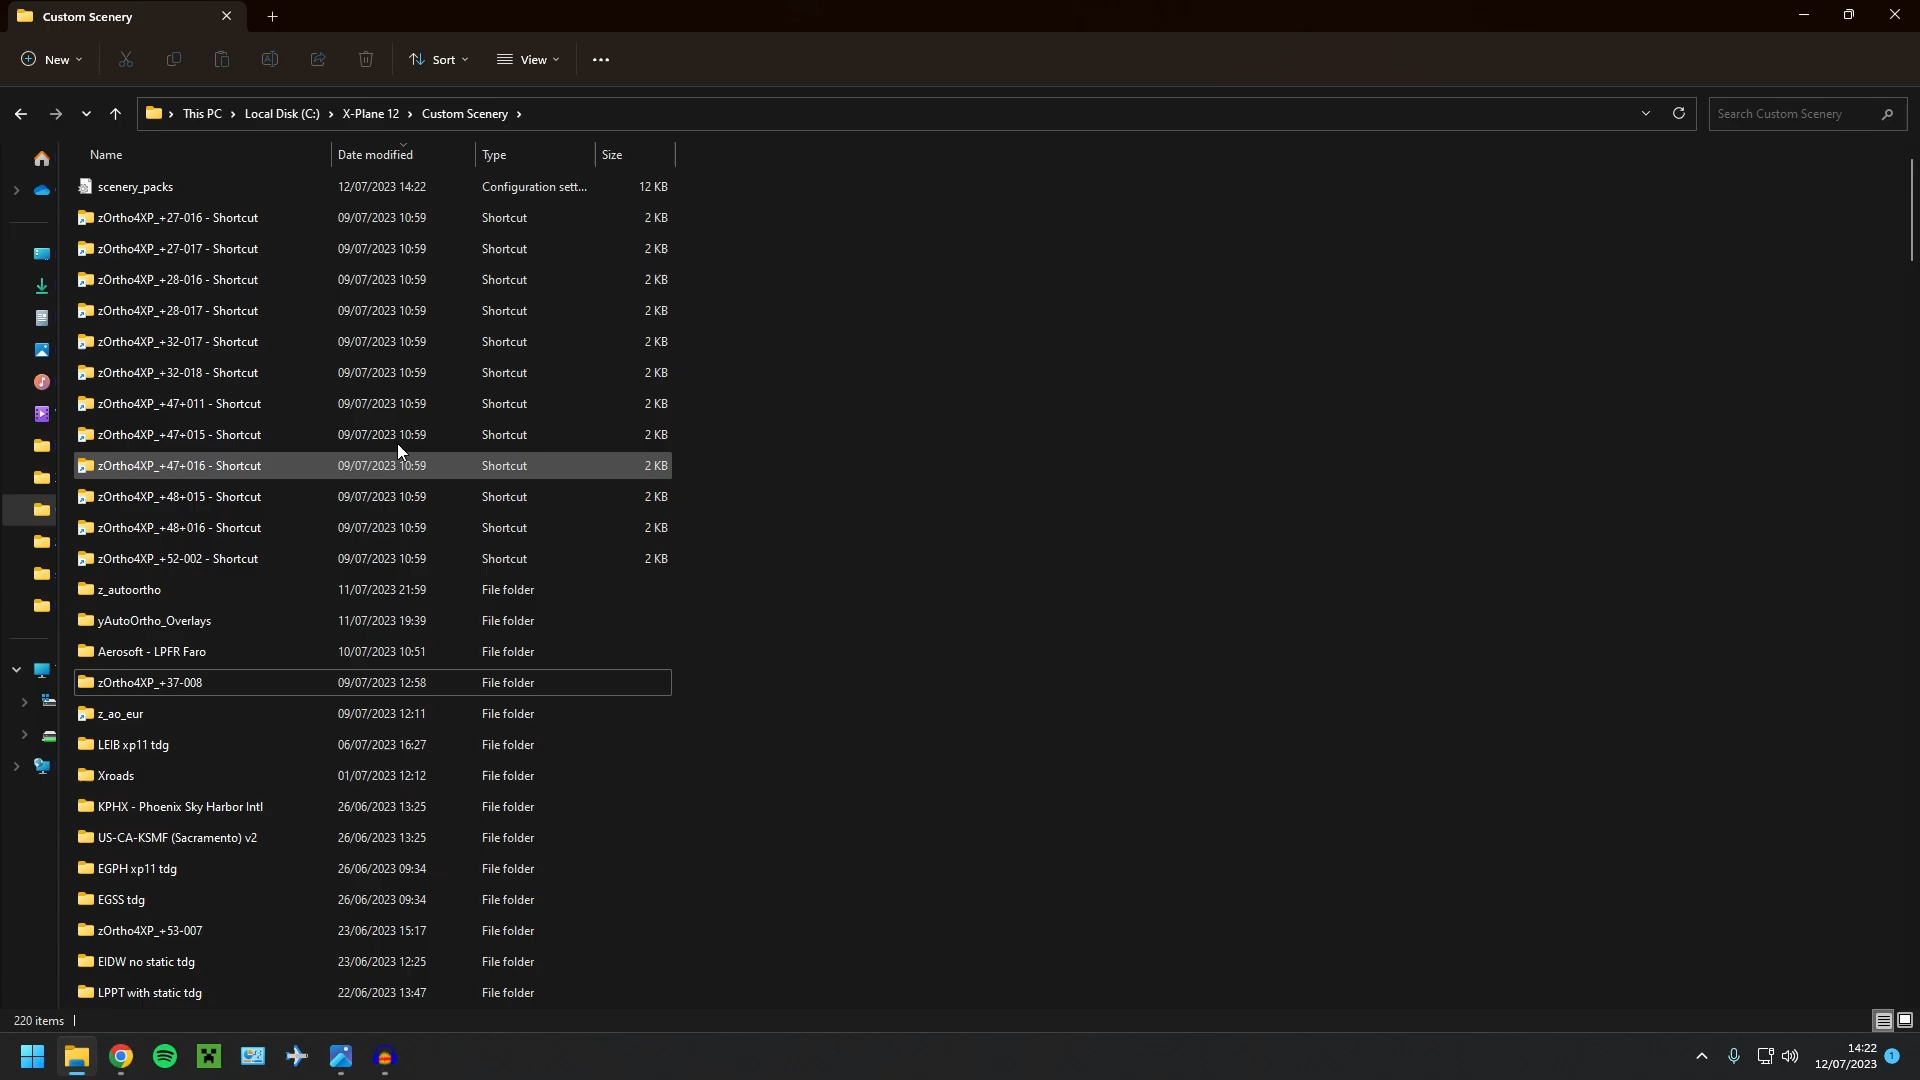 Custom Scenery
New
Sort
View
This PC > Local Disk (C:) > X-Plane 12 > Custom Scenery >
Search Custom Scenery
Name Date modified Type Size
scenery_packs 12/07/2023 14:22 Configuration sett... 12 KB
zOrtho4XP_+27-016 - Shortcut 09/07/2023 10:59 Shortcut 2 KB
zOrtho4XP_+27-017 - Shortcut 09/07/2023 10:59 Shortcut 2 KB
zOrtho4XP_+28-016 - Shortcut 09/07/2023 10:59 Shortcut 2 KB
zOrtho4XP_+28-017 - Shortcut 09/07/2023 10:59 Shortcut 2 KB
zOrtho4XP_+32-017 - Shortcut 09/07/2023 10:59 Shortcut 2 KB
zOrtho4XP_+32-018 - Shortcut 09/07/2023 10:59 Shortcut 2 KB
zOrtho4XP_+47+011 - Shortcut 09/07/2023 10:59 Shortcut 2 KB
zOrtho4XP_+47+015 - Shortcut 09/07/2023 10:59 Shortcut 2 KB
zOrtho4XP_+47+016 - Shortcut 09/07/2023 10:59 Shortcut 2 KB
zOrtho4XP_+48+015 - Shortcut 09/07/2023 10:59 Shortcut 2 KB
zOrtho4XP_+48+016 - Shortcut 09/07/2023 10:59 Shortcut 2 KB
zOrtho4XP_+52-002 - Shortcut 09/07/2023 10:59 Shortcut 2 KB
z_autoortho 11/07/2023 21:59 File folder
yAutoOrtho_Overlays 11/07/2023 19:39 File folder
Aerosoft - LPFR Faro 10/07/2023 10:51 File folder
zOrtho4XP_+37-008 09/07/2023 12:58 File folder
z_ao_eur 09/07/2023 12:11 File folder
LEIB xp11 tdg 06/07/2023 16:27 File folder
Xroads 01/07/2023 12:12 File folder
KPHX - Phoenix Sky Harbor Intl 26/06/2023 13:25 File folder
US-CA-KSMF (Sacramento) v2 26/06/2023 13:25 File folder
EGPH xp11 tdg 26/06/2023 09:34 File folder
EGSS tdg 26/06/2023 09:34 File folder
zOrtho4XP_+53-007 23/06/2023 15:17 File folder
EIDW no static tdg 23/06/2023 12:25 File folder
LPPT with static tdg 22/06/2023 13:47 File folder
220 items
14:22
12/07/2023
1